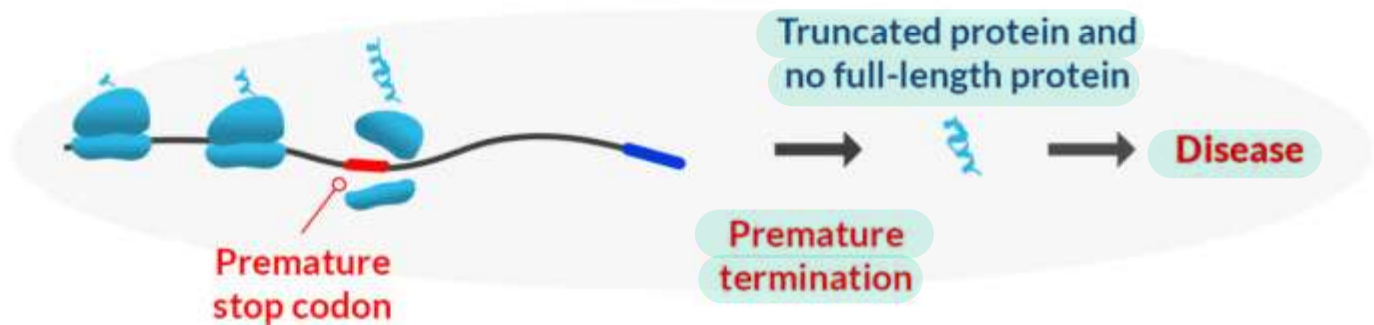 Truncated protein and
no full-length protein
Disease
Premature
termination
Premature
stop codon